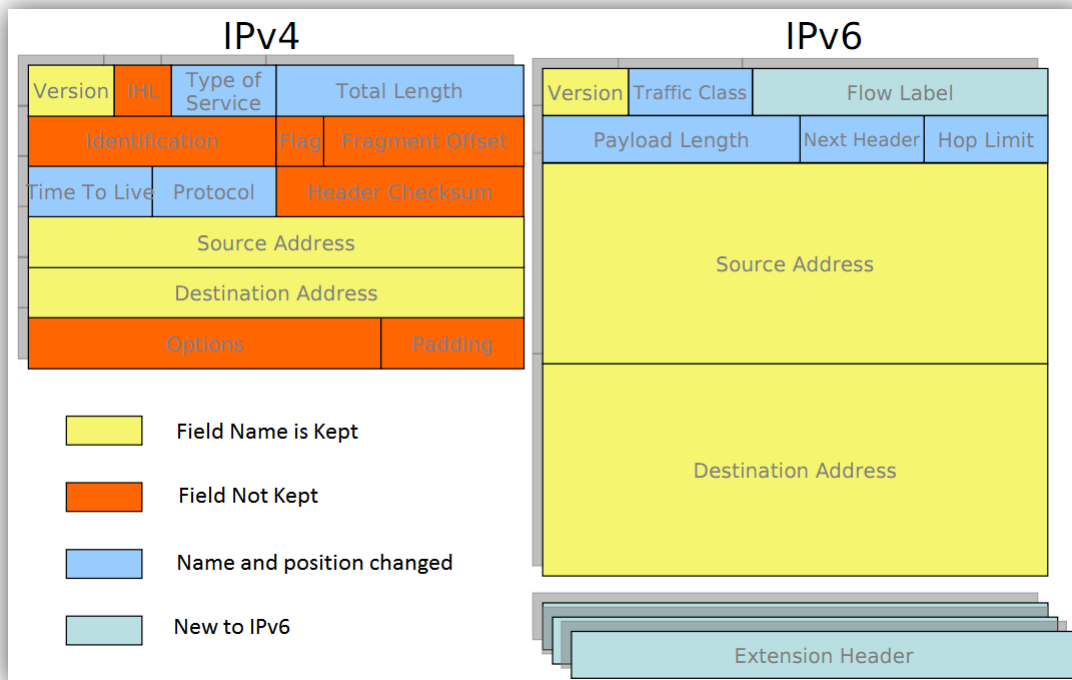 IPv4
Version IHL Type of Service Total Length
Identification Flag Fragment Offset
Time To Live Protocol Header Checksum
Source Address
Destination Address
Options Padding
Field Name is Kept
Field Not Kept
Name and position changed
New to IPv6
IPv6
Version Traffic Class Flow Label
Payload Length Next Header Hop Limit
Source Address
Destination Address
Extension Header